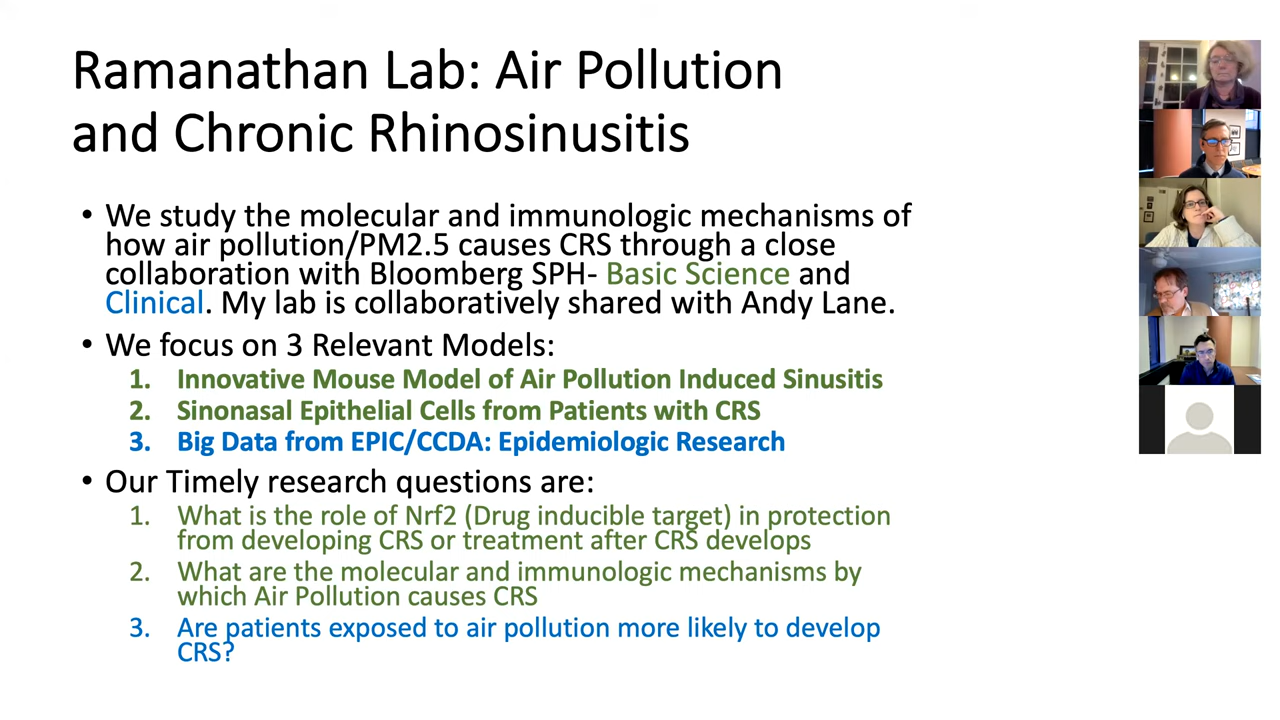 Ramanathan Lab: Air Pollution
and Chronic Rhinosinusitis
• We study the molecular and immunologic mechanisms of
how air pollution/PM2.5 causes CRS through a close
collaboration with Bloomberg SPH- Basic Science and
Clinical. My lab is collaboratively shared with Andy Lane.
• We focus on 3 Relevant Models:
1. Innovative Mouse Model of Air Pollution Induced Sinusitis
2. Sinonasal Epithelial Cells from Patients with CRS
3. Big Data from EPIC/CCDA: Epidemiologic Research
• Our Timely research questions are:
1. What is the role of Nrf2 (Drug inducible target) in protection
from developing CRS or treatment after CRS develops
2. What are the molecular and immunologic mechanisms by
which Air Pollution causes CRS
3. Are patients exposed to air pollution more likely to develop
CRS?